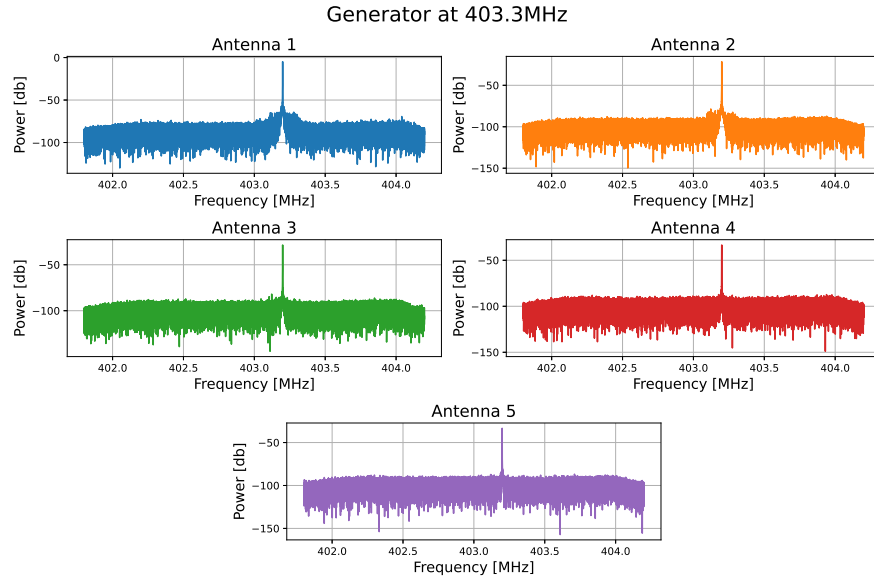 Generator at 403.3MHz
Antenna 1
0
−50
−100
Power [db]
402.0 402.5 403.0 403.5 404.0
Frequency [MHz]
Antenna 2
−50
−100
−150
Power [db]
402.0 402.5 403.0 403.5 404.0
Frequency [MHz]
Antenna 3
−50
−100
Power [db]
402.0 402.5 403.0 403.5 404.0
Frequency [MHz]
Antenna 4
−50
−100
−150
Power [db]
402.0 402.5 403.0 403.5 404.0
Frequency [MHz]
Antenna 5
−50
−100
−150
Power [db]
402.0 402.5 403.0 403.5 404.0
Frequency [MHz]